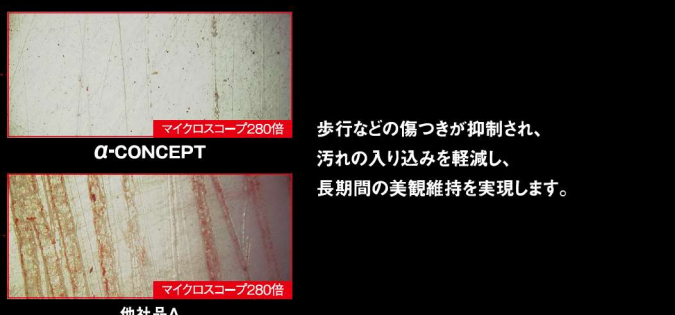 マイクロスコープ280倍
α-CONCEPT
歩行などの傷つきが抑制され、
汚れの入り込みを軽減し、
長期間の美観維持を実現します。
マイクロスコープ280倍
他社品A